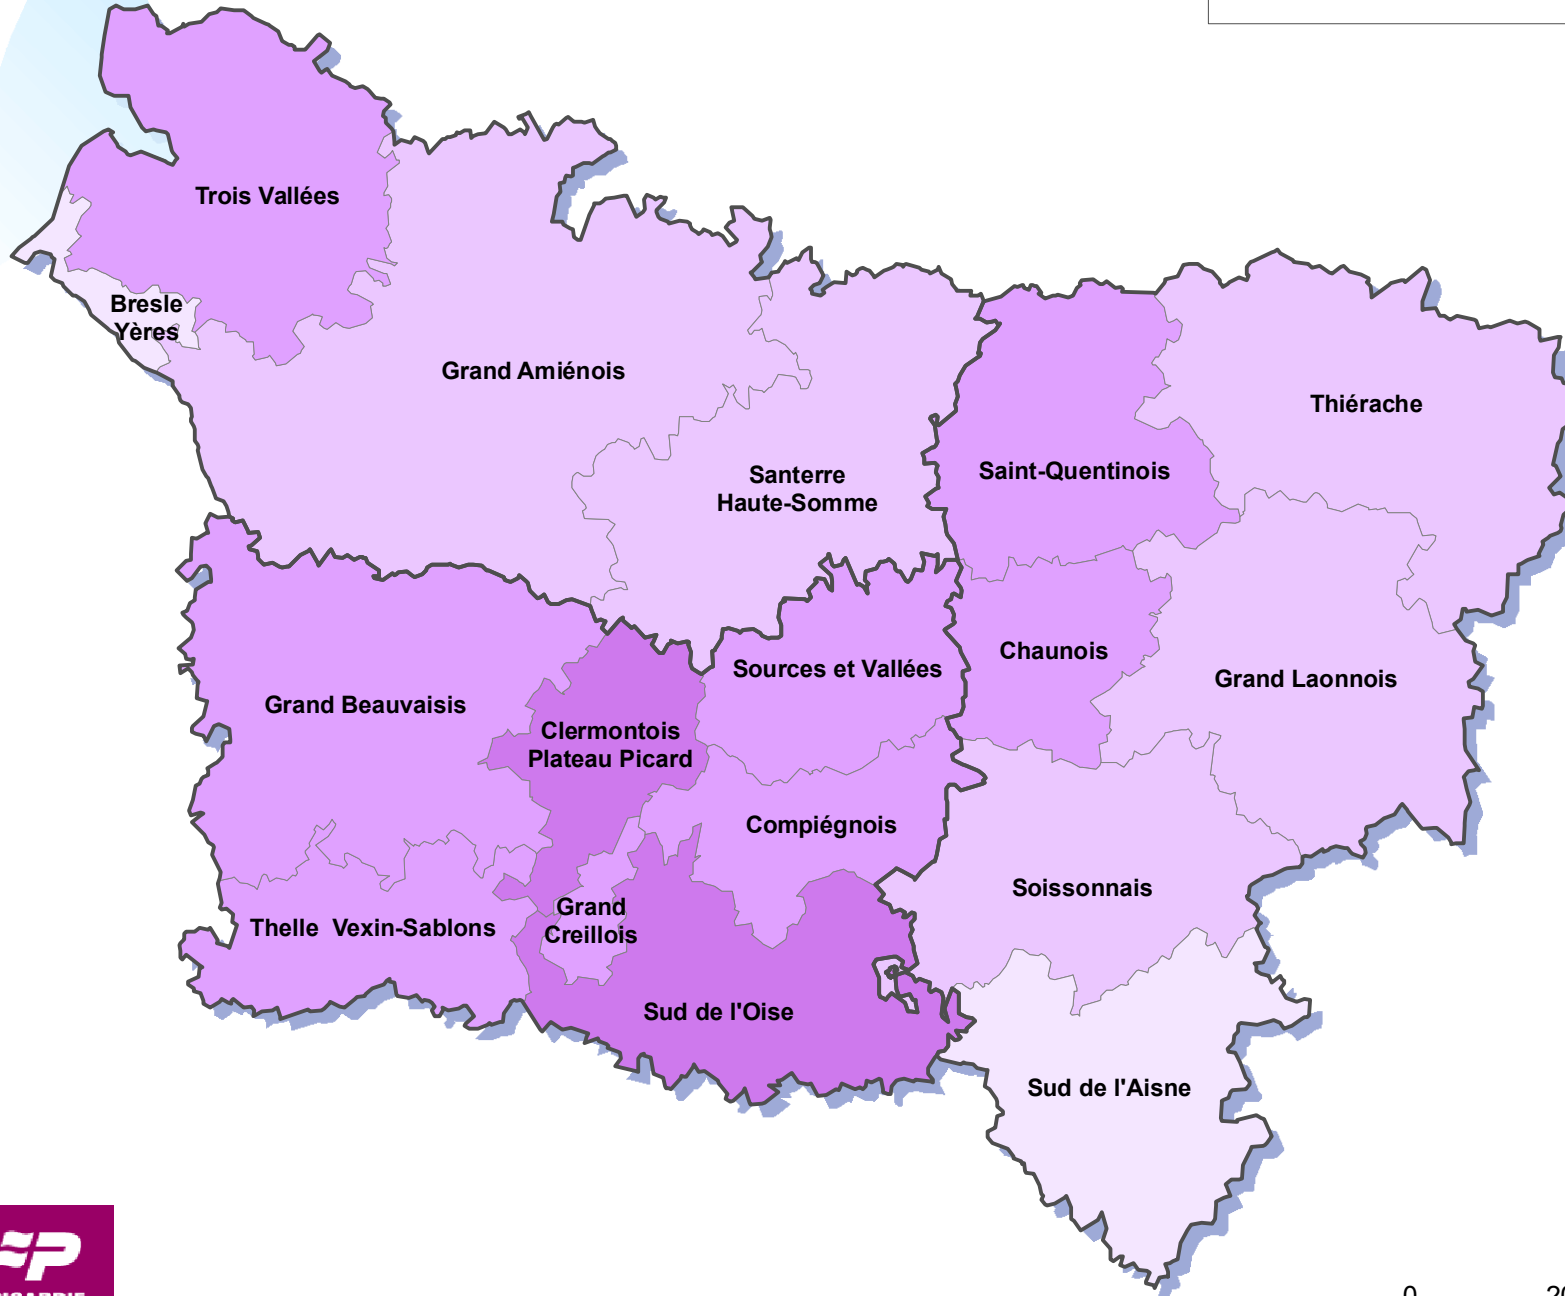 Trois Vallées
Bresle
Yères
Grand Amiénois
Thiérache
Santerre
Haute-Somme
Saint-Quentinois
Chaunois
Sources et Vallées
Grand Laonnois
Grand Beauvaisis
Clermontois
Plateau Picard
Compiégnois
Soissonnais
Grand
Creillois
Thelle Vexin-Sablons
Sud de l'Oise
Sud de l'Aisne